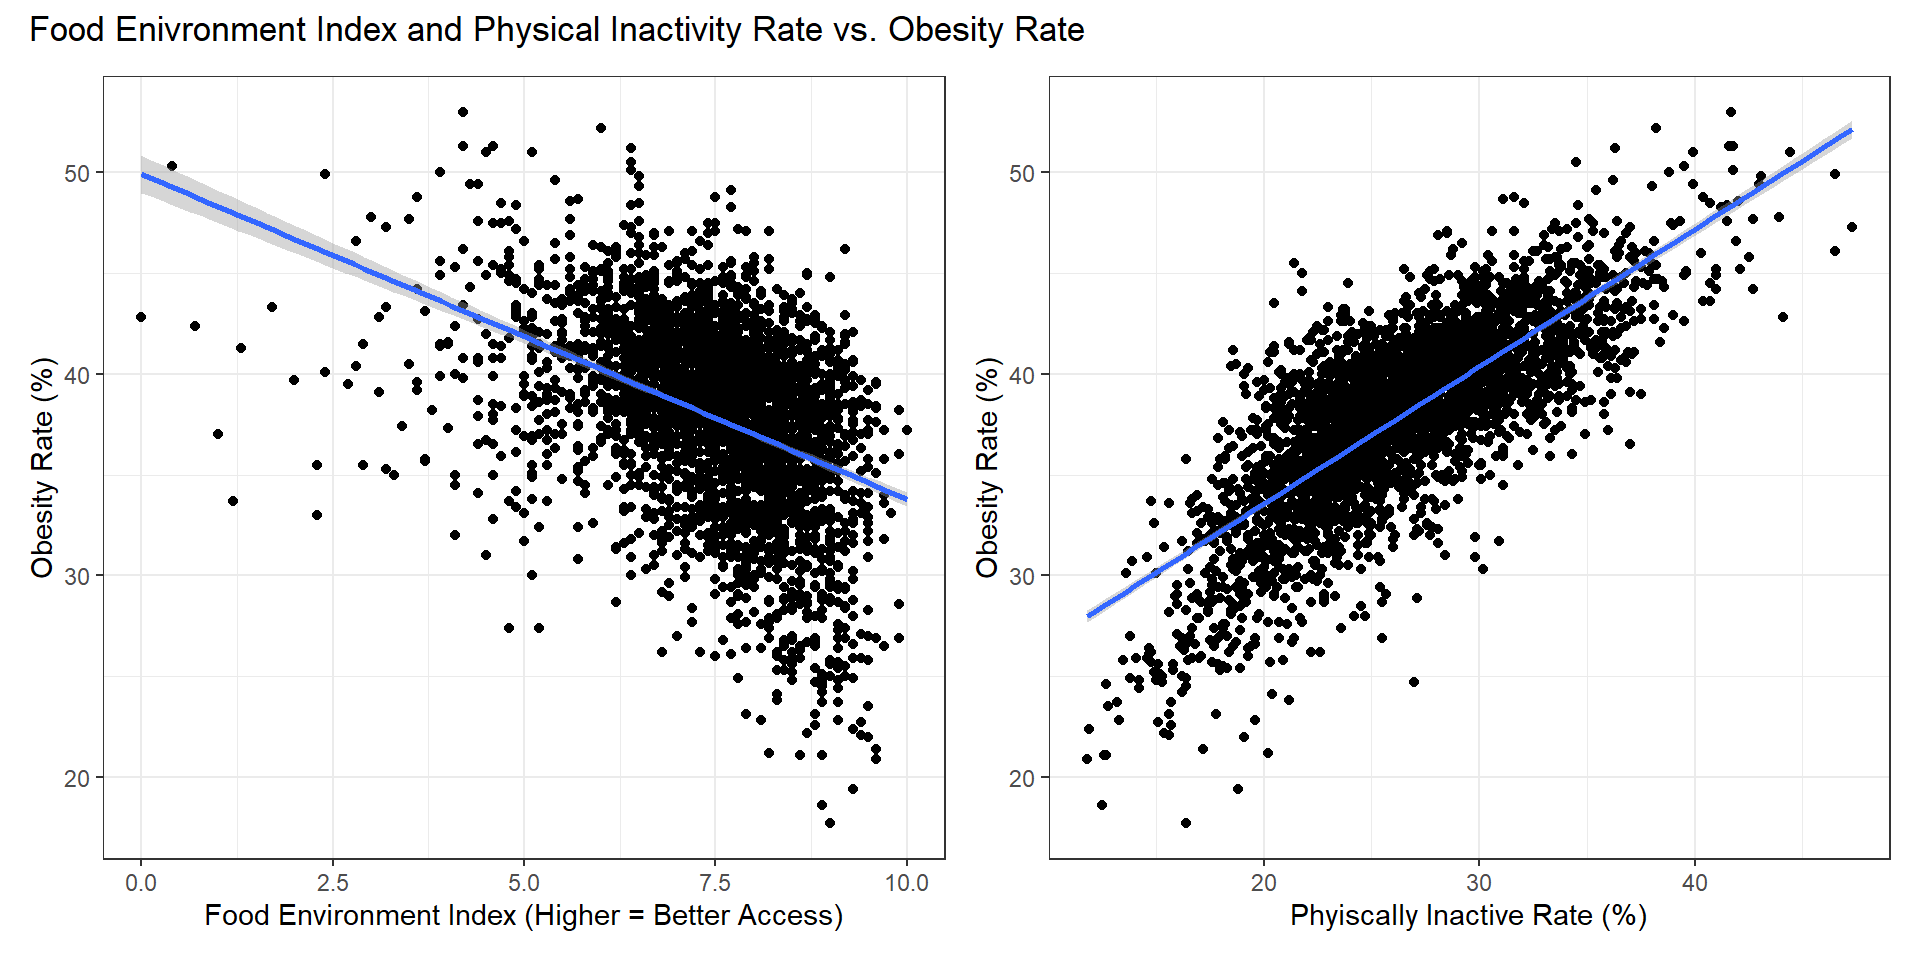 Food Enivronment Index and Physical Inactivity Rate vs. Obesity Rate
Obesity Rate (%)
50
40
30
20
0.0 2.5 5.0 7.5 10.0
Food Environment Index (Higher = Better Access)
Obesity Rate (%)
50
40
30
20
20 30 40
Phyiscally Inactive Rate (%)